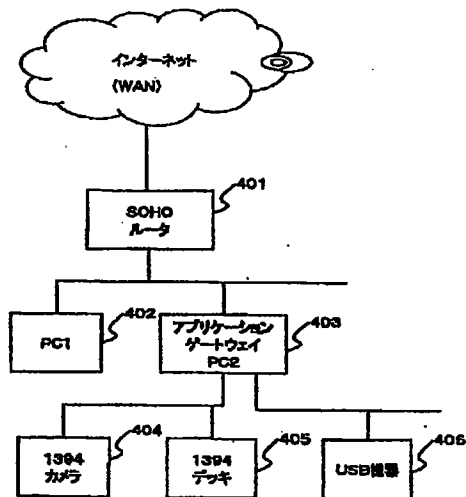 インターネット
(WAN)
401
SOHO
ルータ
402
PC1
403
アプリケーション
ゲートウェイ
PC2
404
1394
カメラ
405
1394
デッキ
406
USB機器